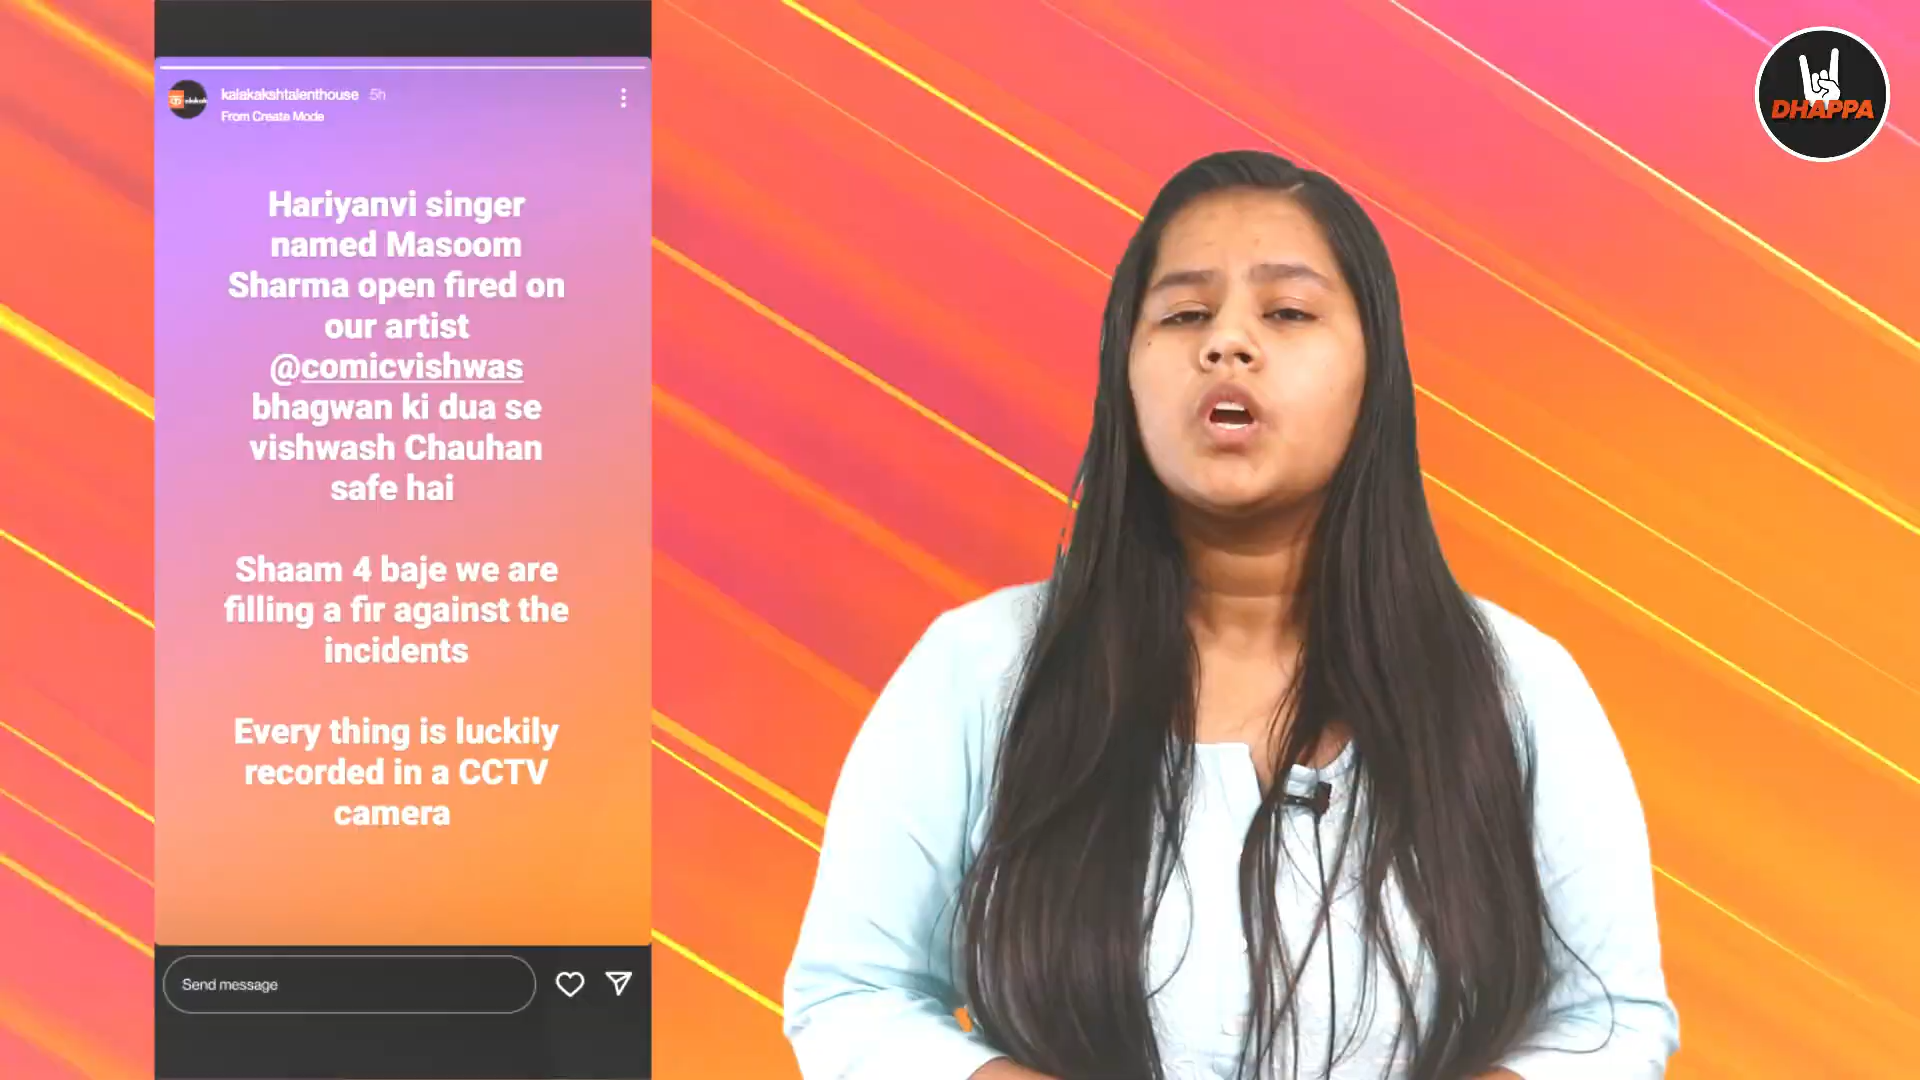 kalakakshtalenthouse 5h
From Create Mode
Hariyanvi singer
named Masoom
Sharma open fired on
our artist
@comicvishwas
bhagwan ki dua se
vishwash Chauhan
safe hai
Shaam 4 baje we are
filling a fir against the
incidents
Every thing is luckily
recorded in a CCTV
camera
Send message
DHAPPA